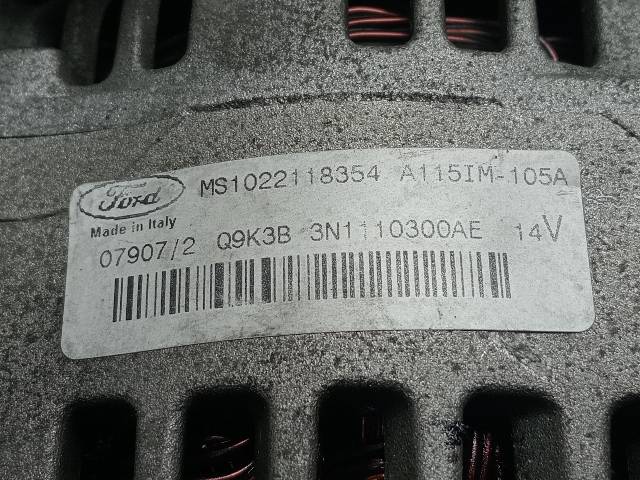 Ford MS1022118354 A115IM-105A
Made in Italy
07907/2 Q9K3B 3N1110300AE 14V